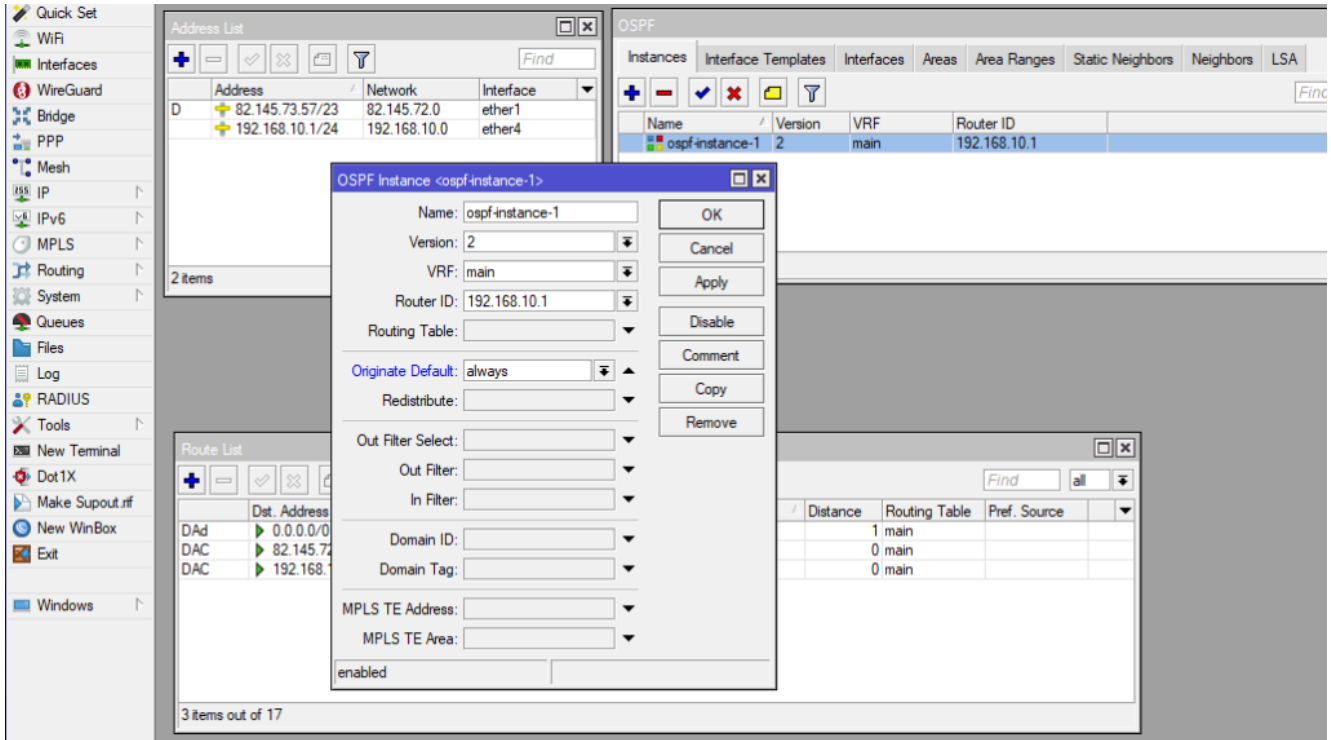 Quick Set
WiFi
Interfaces
WireGuard
Bridge
PPP
Mesh
IP
IPv6
MPLS
Routing
System
Queues
Files
Log
RADIUS
Tools
New Terminal
Dot1X
Make Supout.rif
New WinBox
Exit
Windows
Address List
Find
Address Network Interface
D 82.145.73.57/23 82.145.72.0 ether1
192.168.10.1/24 192.168.10.0 ether4
2 items
OSPF
Instances Interface Templates Interfaces Areas Area Ranges Static Neighbors Neighbors LSA
Find
Name Version VRF Router ID
ospf-instance-1 2 main 192.168.10.1
OSPF Instance <ospf-instance-1>
Name: ospf-instance-1
Version: 2
VRF: main
Router ID: 192.168.10.1
Routing Table:
Originate Default: always
Redistribute:
Out Filter Select:
Out Filter:
In Filter:
Domain ID:
Domain Tag:
MPLS TE Address:
MPLS TE Area:
enabled
OK
Cancel
Apply
Disable
Comment
Copy
Remove
Route List
Find all
Dst. Address Distance Routing Table Pref. Source
DAd 0.0.0.0/0 1 main
DAC 82.145.72 0 main
DAC 192.168.1 0 main
3 items out of 17